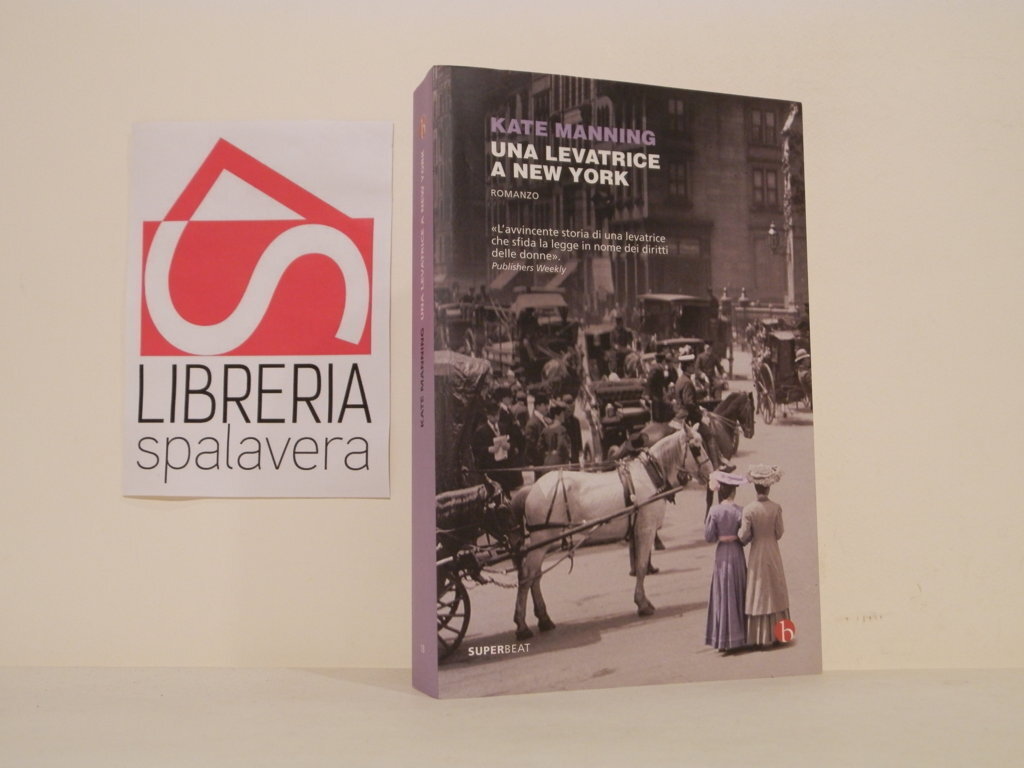 LIBRERIA
spalavera
KATE MANNING UNA LEVATRICE A NEW YORK
KATE MANNING
UNA LEVATRICE
A NEW YORK
ROMANZO
«L'avvincente storia di una levatrice
che sfida la legge in nome dei diritti
delle donne».
Publishers Weekly
SUPERBEAT
b